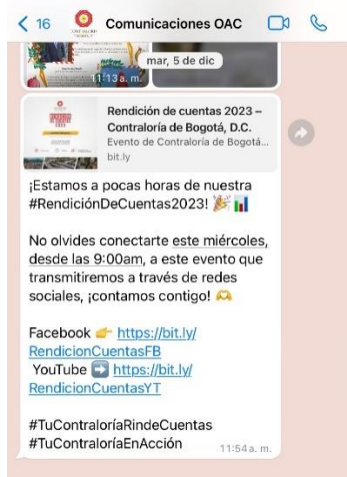 16
Comunicaciones OAC
11:13 a. m.
mar, 5 de dic
Rendición de cuentas 2023 –
Contraloría de Bogotá, D.C.
Evento de Contraloría de Bogotá...
bit.ly
¡Estamos a pocas horas de nuestra
#RendiciónDeCuentas2023! 🎉📊
No olvides conectarte este miércoles,
desde las 9:00am, a este evento que
transmitiremos a través de redes
sociales, ¡contamos contigo! 🫶
Facebook 👉 https://bit.ly/
RendicionCuentasFB
YouTube ➡️ https://bit.ly/
RendicionCuentasYT
#TuContraloríaRindeCuentas
#TuContraloríaEnAcción
11:54 a. m.